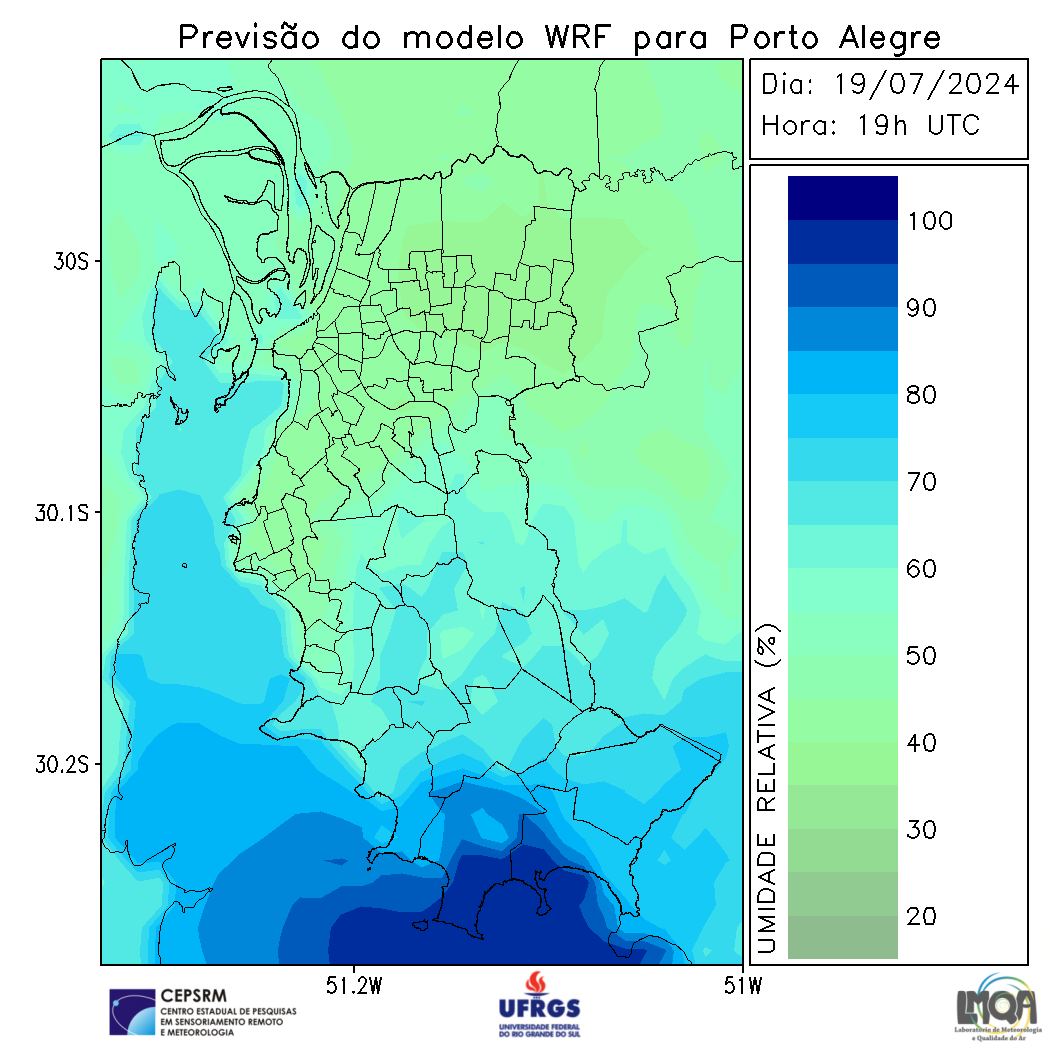 Previsão do modelo WRF para Porto Alegre
Dia: 19/07/2024
Hora: 19h UTC
100
90
80
70
60
50
40
30
20
UMIDADE RELATIVA (%)
30S
30.1S
30.2S
51.2W
51W
CEPSRM
CENTRO ESTADUAL DE PESQUISAS
EM SENSORIAMENTO REMOTO
E METEOROLOGIA
UFRGS
UNIVERSIDADE FEDERAL
DO RIO GRANDE DO SUL
LMQA
Laboratório de Meteorologia
e Qualidade do Ar